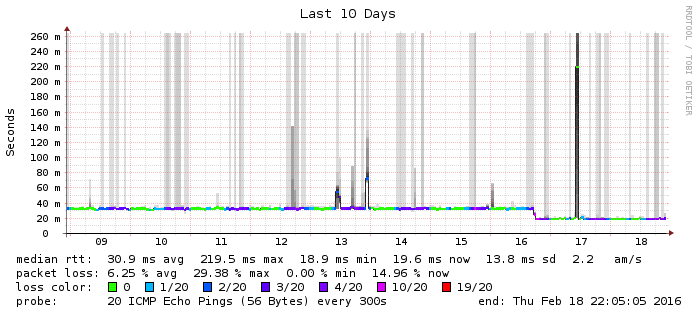 Last 10 Days
RRDTOOL / TOBI OETIKER
Seconds
260 m
240 m
220 m
200 m
180 m
160 m
140 m
120 m
100 m
80 m
60 m
40 m
20 m
0
09 10 11 12 13 14 15 16 17 18
median rtt: 30.9 ms avg 219.5 ms max 18.9 ms min 19.6 ms now 13.8 ms sd 2.2 am/s
packet loss: 6.25 % avg 29.38 % max 0.00 % min 14.96 % now
loss color: 0 1/20 2/20 3/20 4/20 10/20 19/20
probe: 20 ICMP Echo Pings (56 Bytes) every 300s end: Thu Feb 18 22:05:05 2016